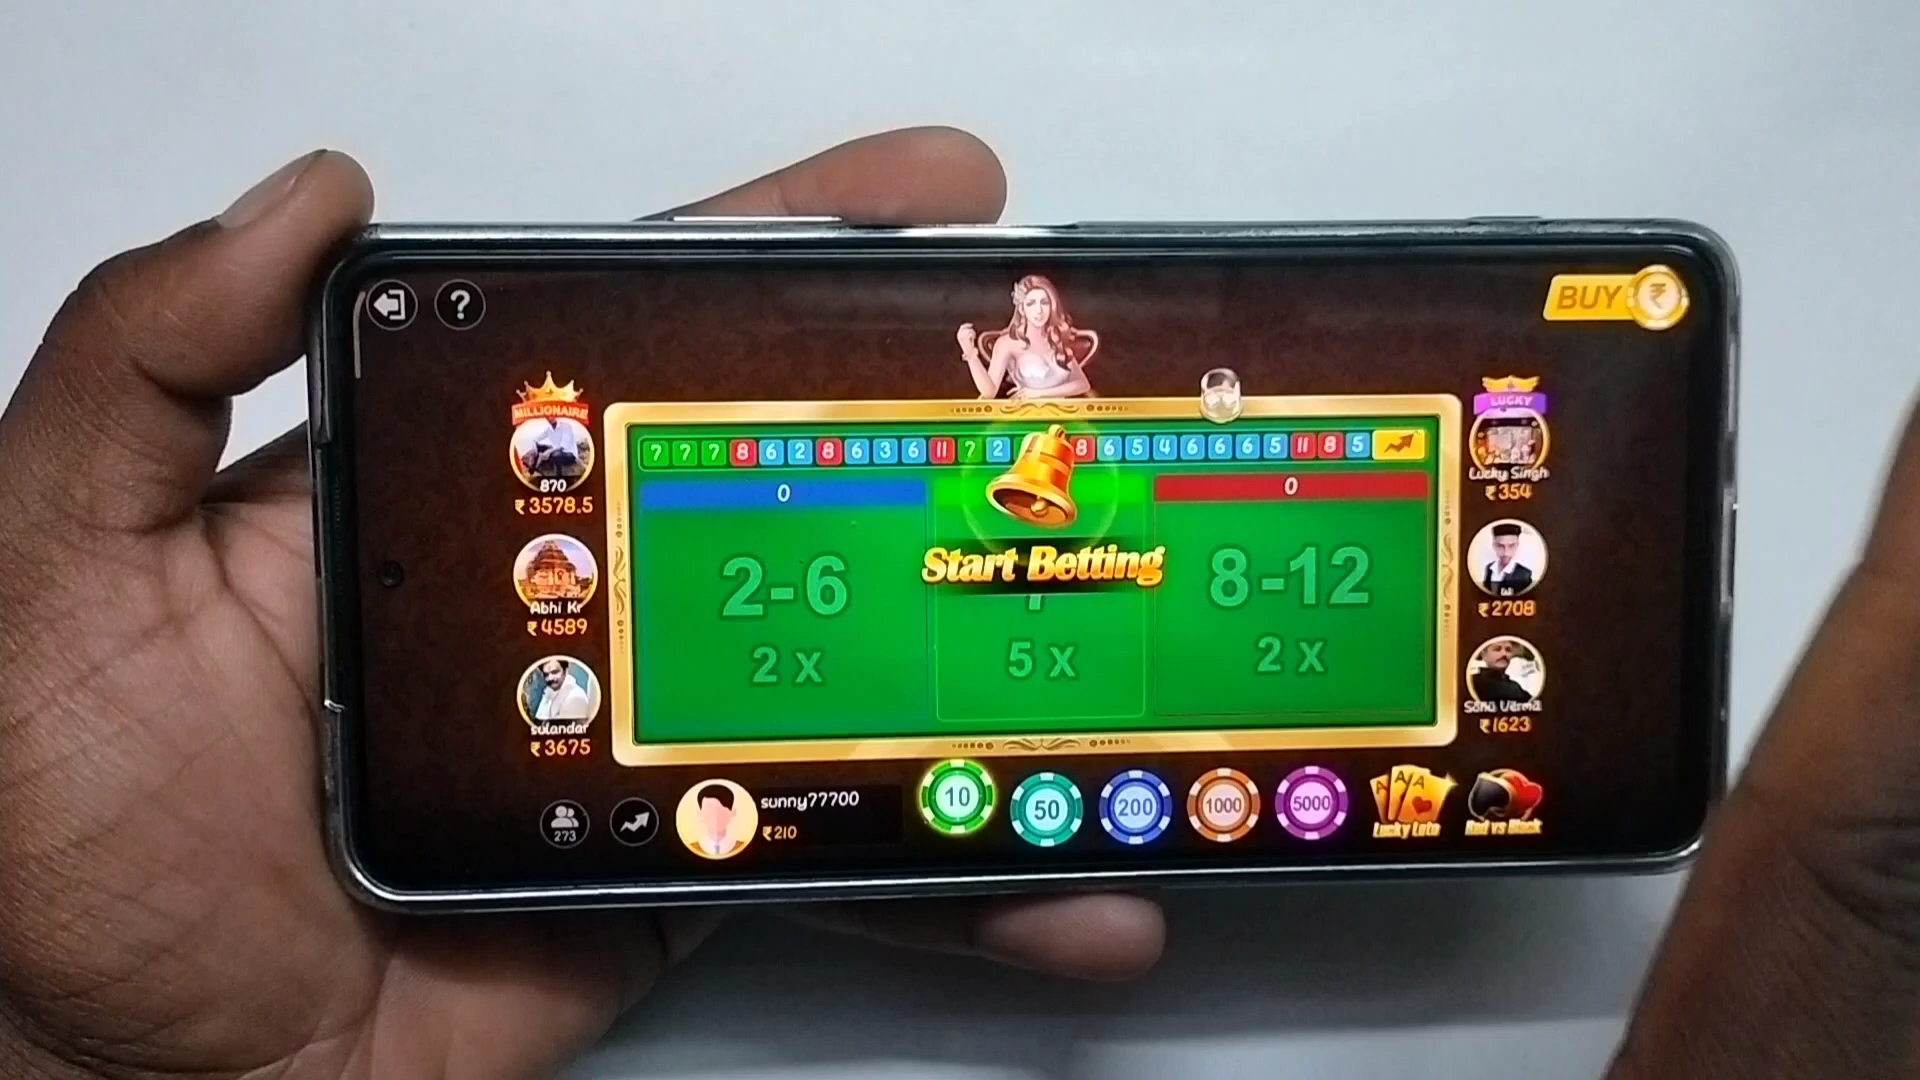 ?
BUY ₹
MILLIONAIRE
870
₹3578.5
Abhi Kr
₹4589
sulandar
₹3675
7 7 7 8 6 2 8 6 3 6 11 7 2 8 6 5 4 6 6 6 5 11 8 5
0
0
2-6
2 X
Start Betting
7
5 X
8-12
2 X
LUCKY
Lucky Singh
₹354
₹2708
Sonu Verma
₹1623
273
sunny77700
₹210
10
50
200
1000
5000
A A A
Lucky Loto
Red vs Black